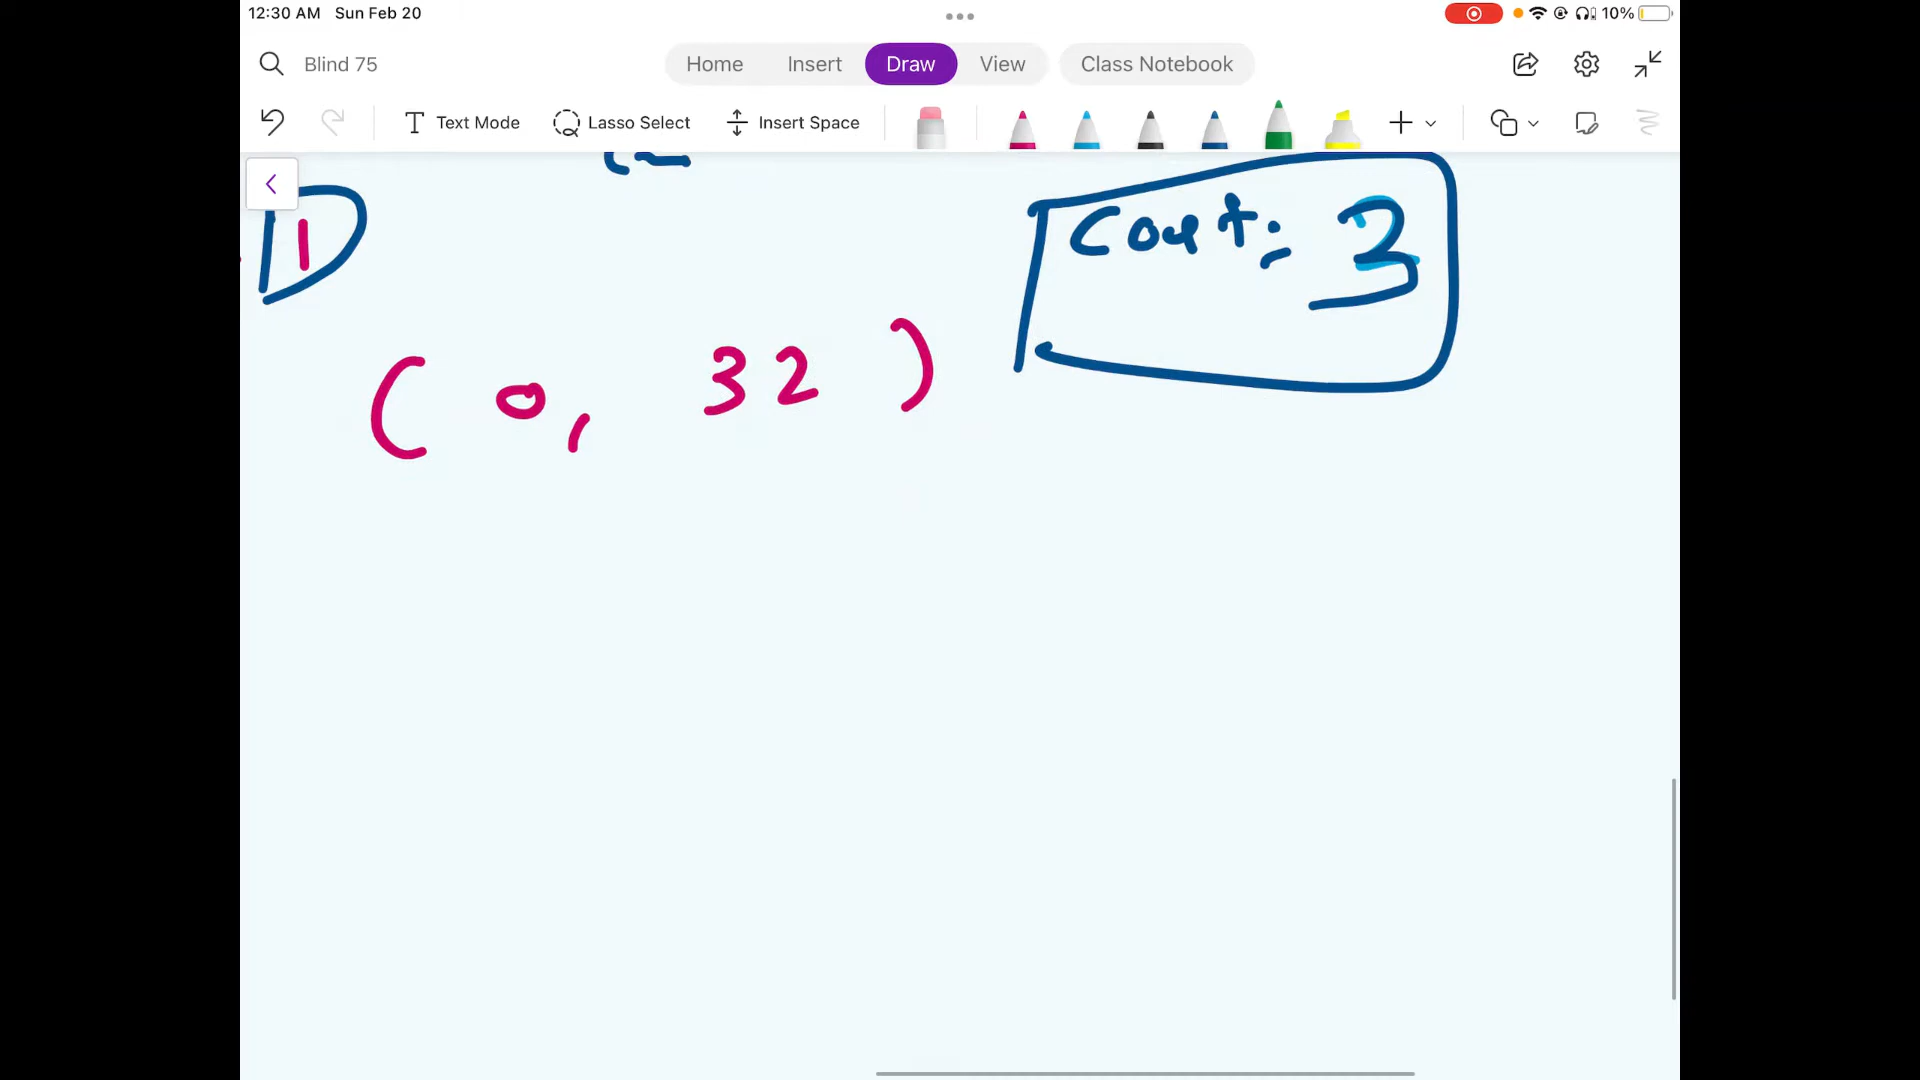 12:30 AM Sun Feb 20
10%
Blind 75
Home Insert Draw View Class Notebook
Text Mode Lasso Select Insert Space
1
Count: 3
( 0, 32 )